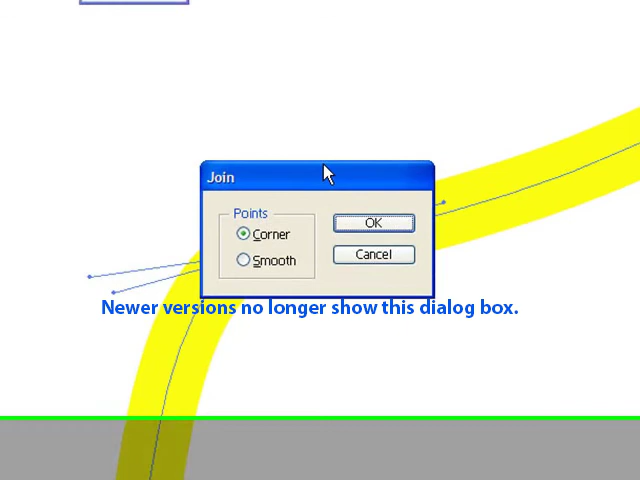 Join
Points
Corner
Smooth
OK
Cancel
Newer versions no longer show this dialog box.